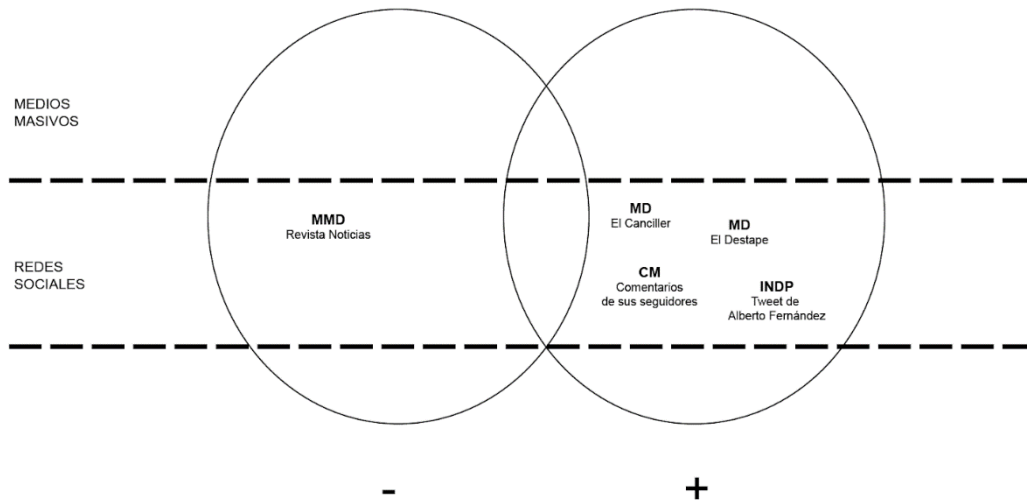 MEDIOS
MASIVOS
MMD
Revista Noticias
MD
El Canciller
MD
El Destape
REDES
SOCIALES
CM
Comentarios
de sus seguidores
INDP
Tweet de
Alberto Fernández
-
+